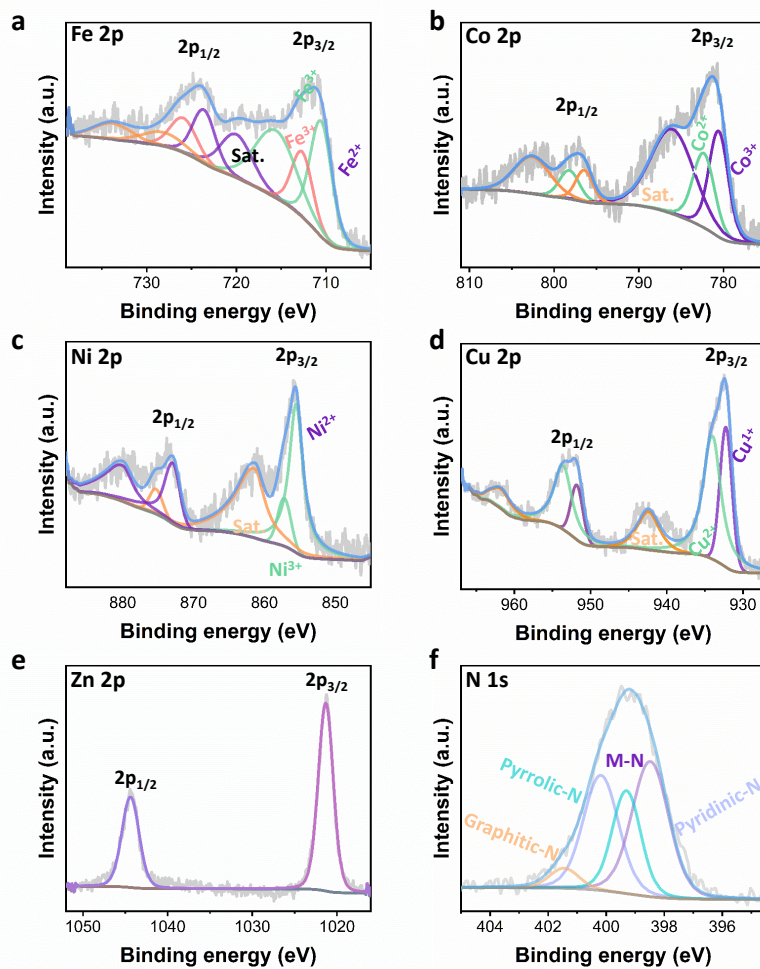 a
Fe 2p
2p1/2
2p3/2
Fe3+
Fe3+
Sat.
Fe2+
Intensity (a.u.)
730 720 710
Binding energy (eV)
b
Co 2p
2p3/2
2p1/2
Co2+
Co3+
Sat.
Intensity (a.u.)
810 800 790 780
Binding energy (eV)
c
Ni 2p
2p3/2
2p1/2
Ni2+
Sat.
Ni3+
Intensity (a.u.)
880 870 860 850
Binding energy (eV)
d
Cu 2p
2p3/2
2p1/2
Cu1+
Sat.
Cu2+
Intensity (a.u.)
960 950 940 930
Binding energy (eV)
e
Zn 2p
2p3/2
2p1/2
Intensity (a.u.)
1050 1040 1030 1020
Binding energy (eV)
f
N 1s
M-N
Pyrrolic-N
Pyridinic-N
Graphitic-N
Intensity (a.u.)
404 402 400 398 396
Binding energy (eV)